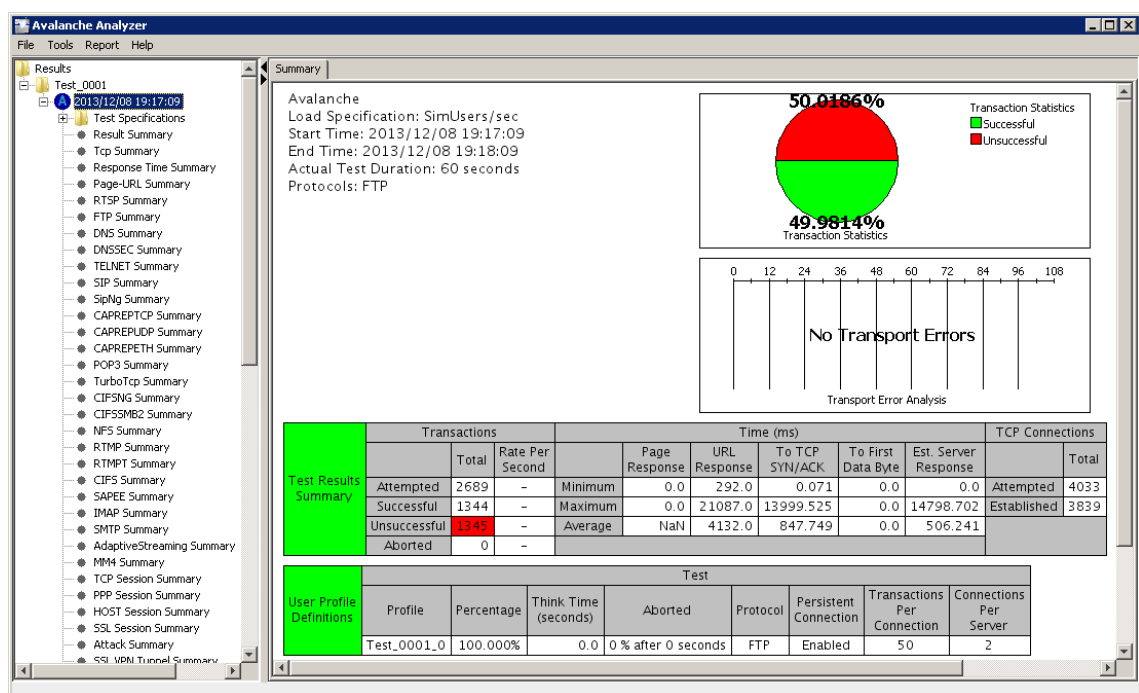 Avalanche Analyzer
File Tools Report Help
Results
Test_0001
2013/12/08 19:17:09
Test Specifications
Result Summary
Tcp Summary
Response Time Summary
Page-URL Summary
RTSP Summary
FTP Summary
DNS Summary
DNSSEC Summary
TELNET Summary
SIP Summary
SipNg Summary
CAPREPTCP Summary
CAPREPUDP Summary
CAPREPETH Summary
POP3 Summary
TurboTcp Summary
CIFSNG Summary
CIFSSMB2 Summary
NFS Summary
RTMP Summary
RTMPT Summary
CIFS Summary
SAPEE Summary
IMAP Summary
SMTP Summary
AdaptiveStreaming Summary
MM4 Summary
TCP Session Summary
PPP Session Summary
HOST Session Summary
SSL Session Summary
Attack Summary
SSL VPN Tunnel Summary
Summary
Avalanche
Load Specification: SimUsers/sec
Start Time: 2013/12/08 19:17:09
End Time: 2013/12/08 19:18:09
Actual Test Duration: 60 seconds
Protocols: FTP
50.0186%
49.9814%
Transaction Statistics
Transaction Statistics
Successful
Unsuccessful
0 12 24 36 48 60 72 84 96 108
No Transport Errors
Transport Error Analysis
Test Results Summary
Transactions Time (ms) TCP Connections
Total Rate Per Second Page Response URL Response To TCP SYN/ACK To First Data Byte Est. Server Response Total
Attempted 2689 - Minimum 0.0 292.0 0.071 0.0 0.0 Attempted 4033
Successful 1344 - Maximum 0.0 21087.0 13999.525 0.0 14798.702 Established 3839
Unsuccessful 1345 - Average NaN 4132.0 847.749 0.0 506.241
Aborted 0 -
User Profile Definitions
Test
Profile Percentage Think Time (seconds) Aborted Protocol Persistent Connection Transactions Per Connection Connections Per Server
Test_0001_0 100.000% 0.0 0 % after 0 seconds FTP Enabled 50 2